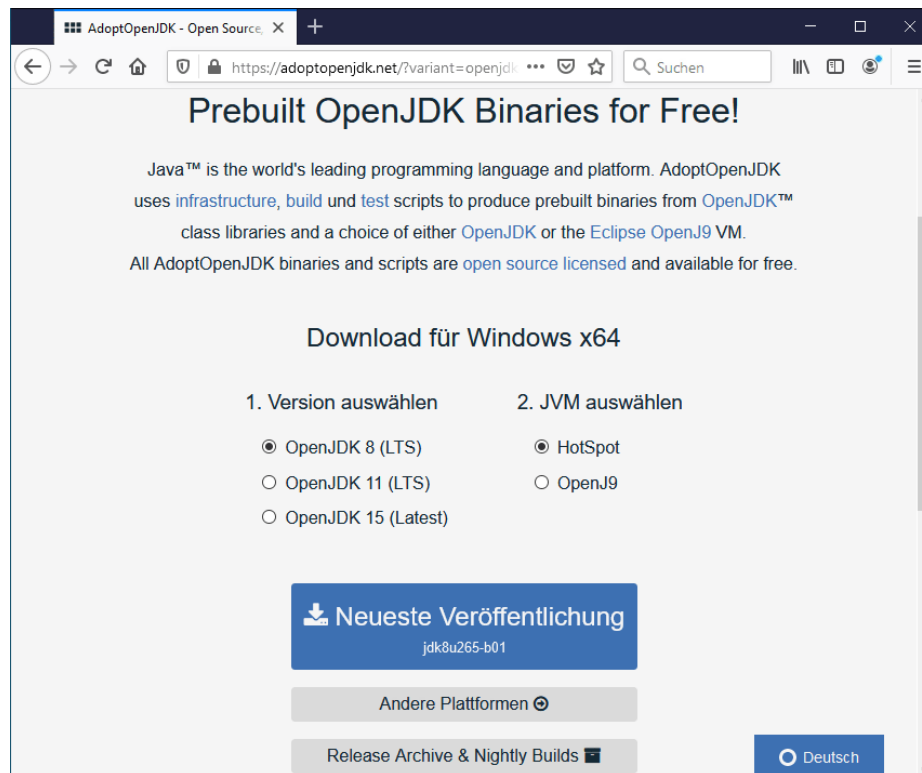 AdoptOpenJDK - Open Source,
https://adoptopenjdk.net/?variant=openjdk
Suchen
Prebuilt OpenJDK Binaries for Free!
Java™ is the world's leading programming language and platform. AdoptOpenJDK
uses infrastructure, build und test scripts to produce prebuilt binaries from OpenJDK™
class libraries and a choice of either OpenJDK or the Eclipse OpenJ9 VM.
All AdoptOpenJDK binaries and scripts are open source licensed and available for free.
Download für Windows x64
1. Version auswählen
OpenJDK 8 (LTS)
OpenJDK 11 (LTS)
OpenJDK 15 (Latest)
2. JVM auswählen
HotSpot
OpenJ9
Neueste Veröffentlichung
jdk8u265-b01
Andere Plattformen
Release Archive & Nightly Builds
Deutsch